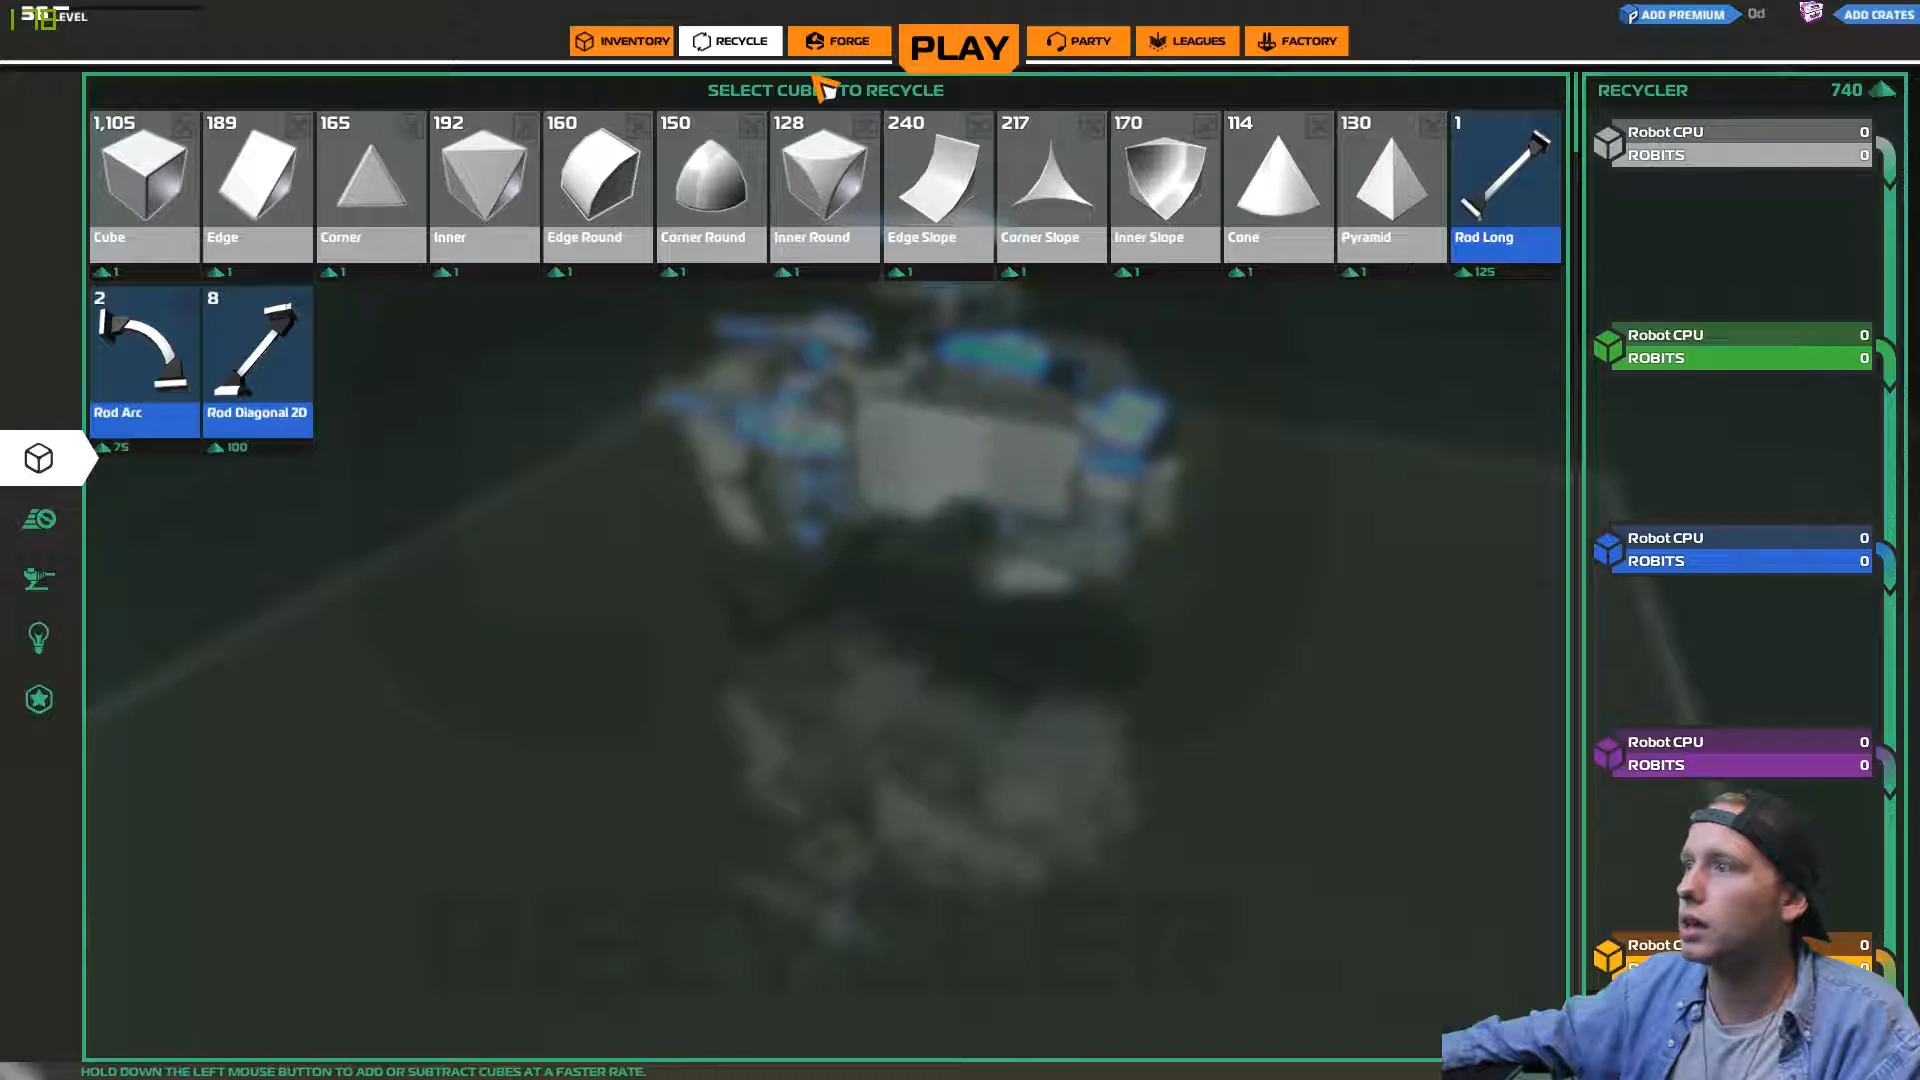 LEVEL
INVENTORY
RECYCLE
FORGE
PLAY
PARTY
LEAGUES
FACTORY
ADD PREMIUM
0d
ADD CRATES
SELECT CUBES TO RECYCLE
1,105
189
165
192
160
150
128
240
217
170
114
130
1
Cube
Edge
Corner
Inner
Edge Round
Corner Round
Inner Round
Edge Slope
Corner Slope
Inner Slope
Cone
Pyramid
Rod Long
1
1
1
1
1
1
1
1
1
1
1
1
125
2
8
Rod Arc
Rod Diagonal 2D
75
100
RECYCLER 740
Robot CPU 0
ROBITS 0
Robot CPU 0
ROBITS 0
Robot CPU 0
ROBITS 0
Robot CPU 0
ROBITS 0
Robot C 0
0
HOLD DOWN THE LEFT MOUSE BUTTON TO ADD OR SUBTRACT CUBES AT A FASTER RATE.